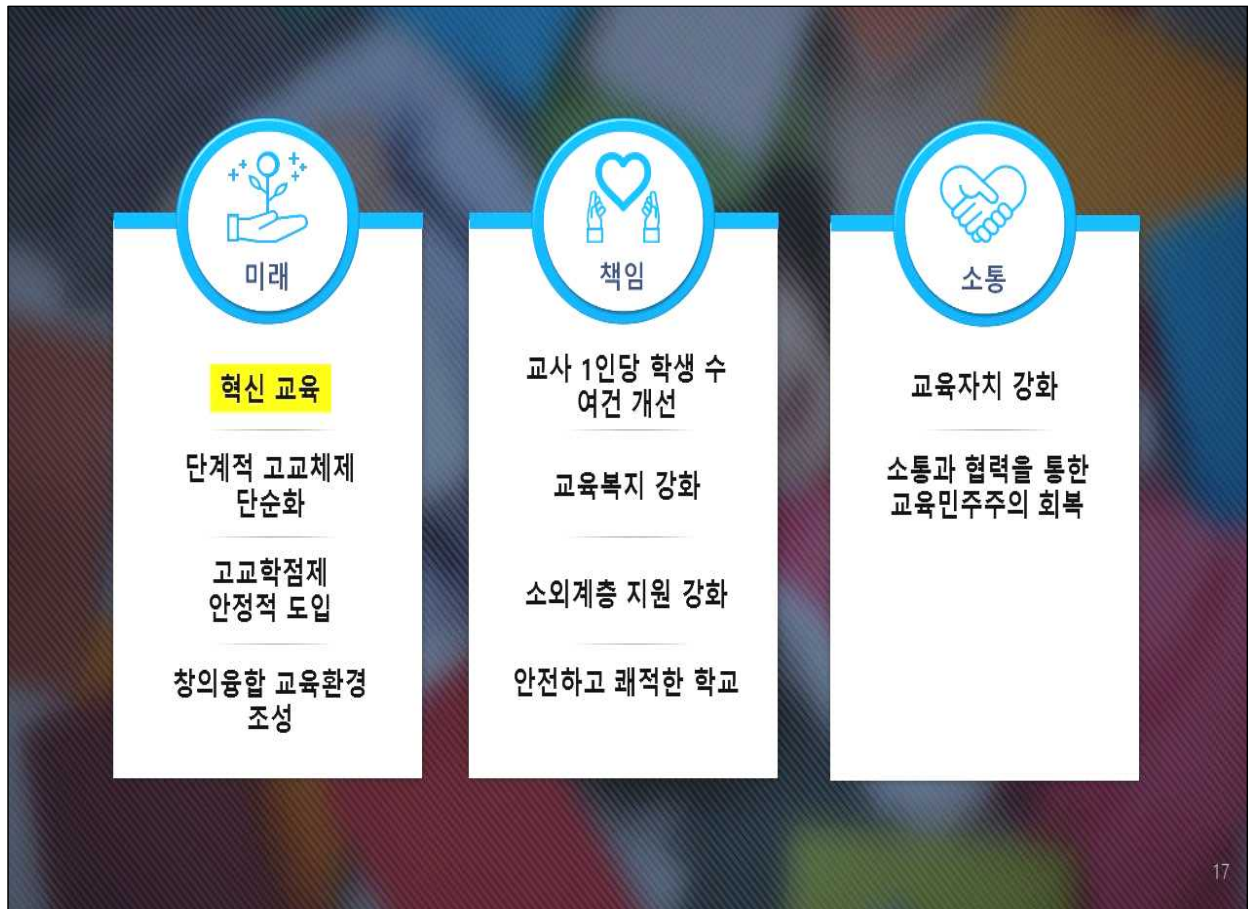 미래
혁신 교육
단계적 고교체제
단순화
고교학점제
안정적 도입
창의융합 교육환경
조성
책임
교사 1인당 학생 수
여건 개선
교육복지 강화
소외계층 지원 강화
안전하고 쾌적한 학교
소통
교육자치 강화
소통과 협력을 통한
교육민주주의 회복
17